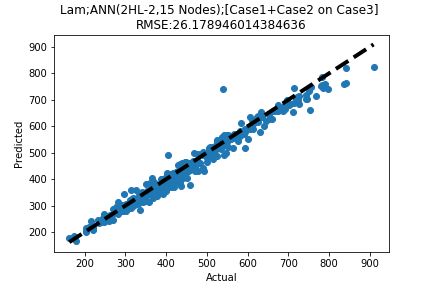 Lam;ANN(2HL-2,15 Nodes);[Case1+Case2 on Case3]
RMSE:26.178946014384636
900
800
700
600
500
400
300
200
Predicted
200 300 400 500 600 700 800 900
Actual